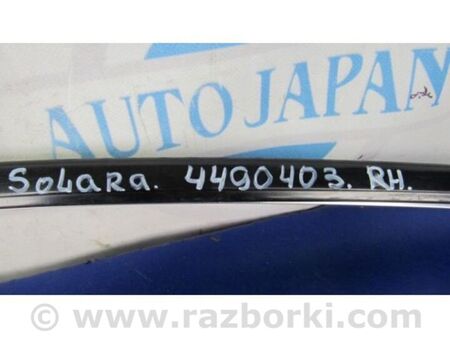 AUTO JAPAN
SOLARA. 4490403. RH.
www.razborki.com